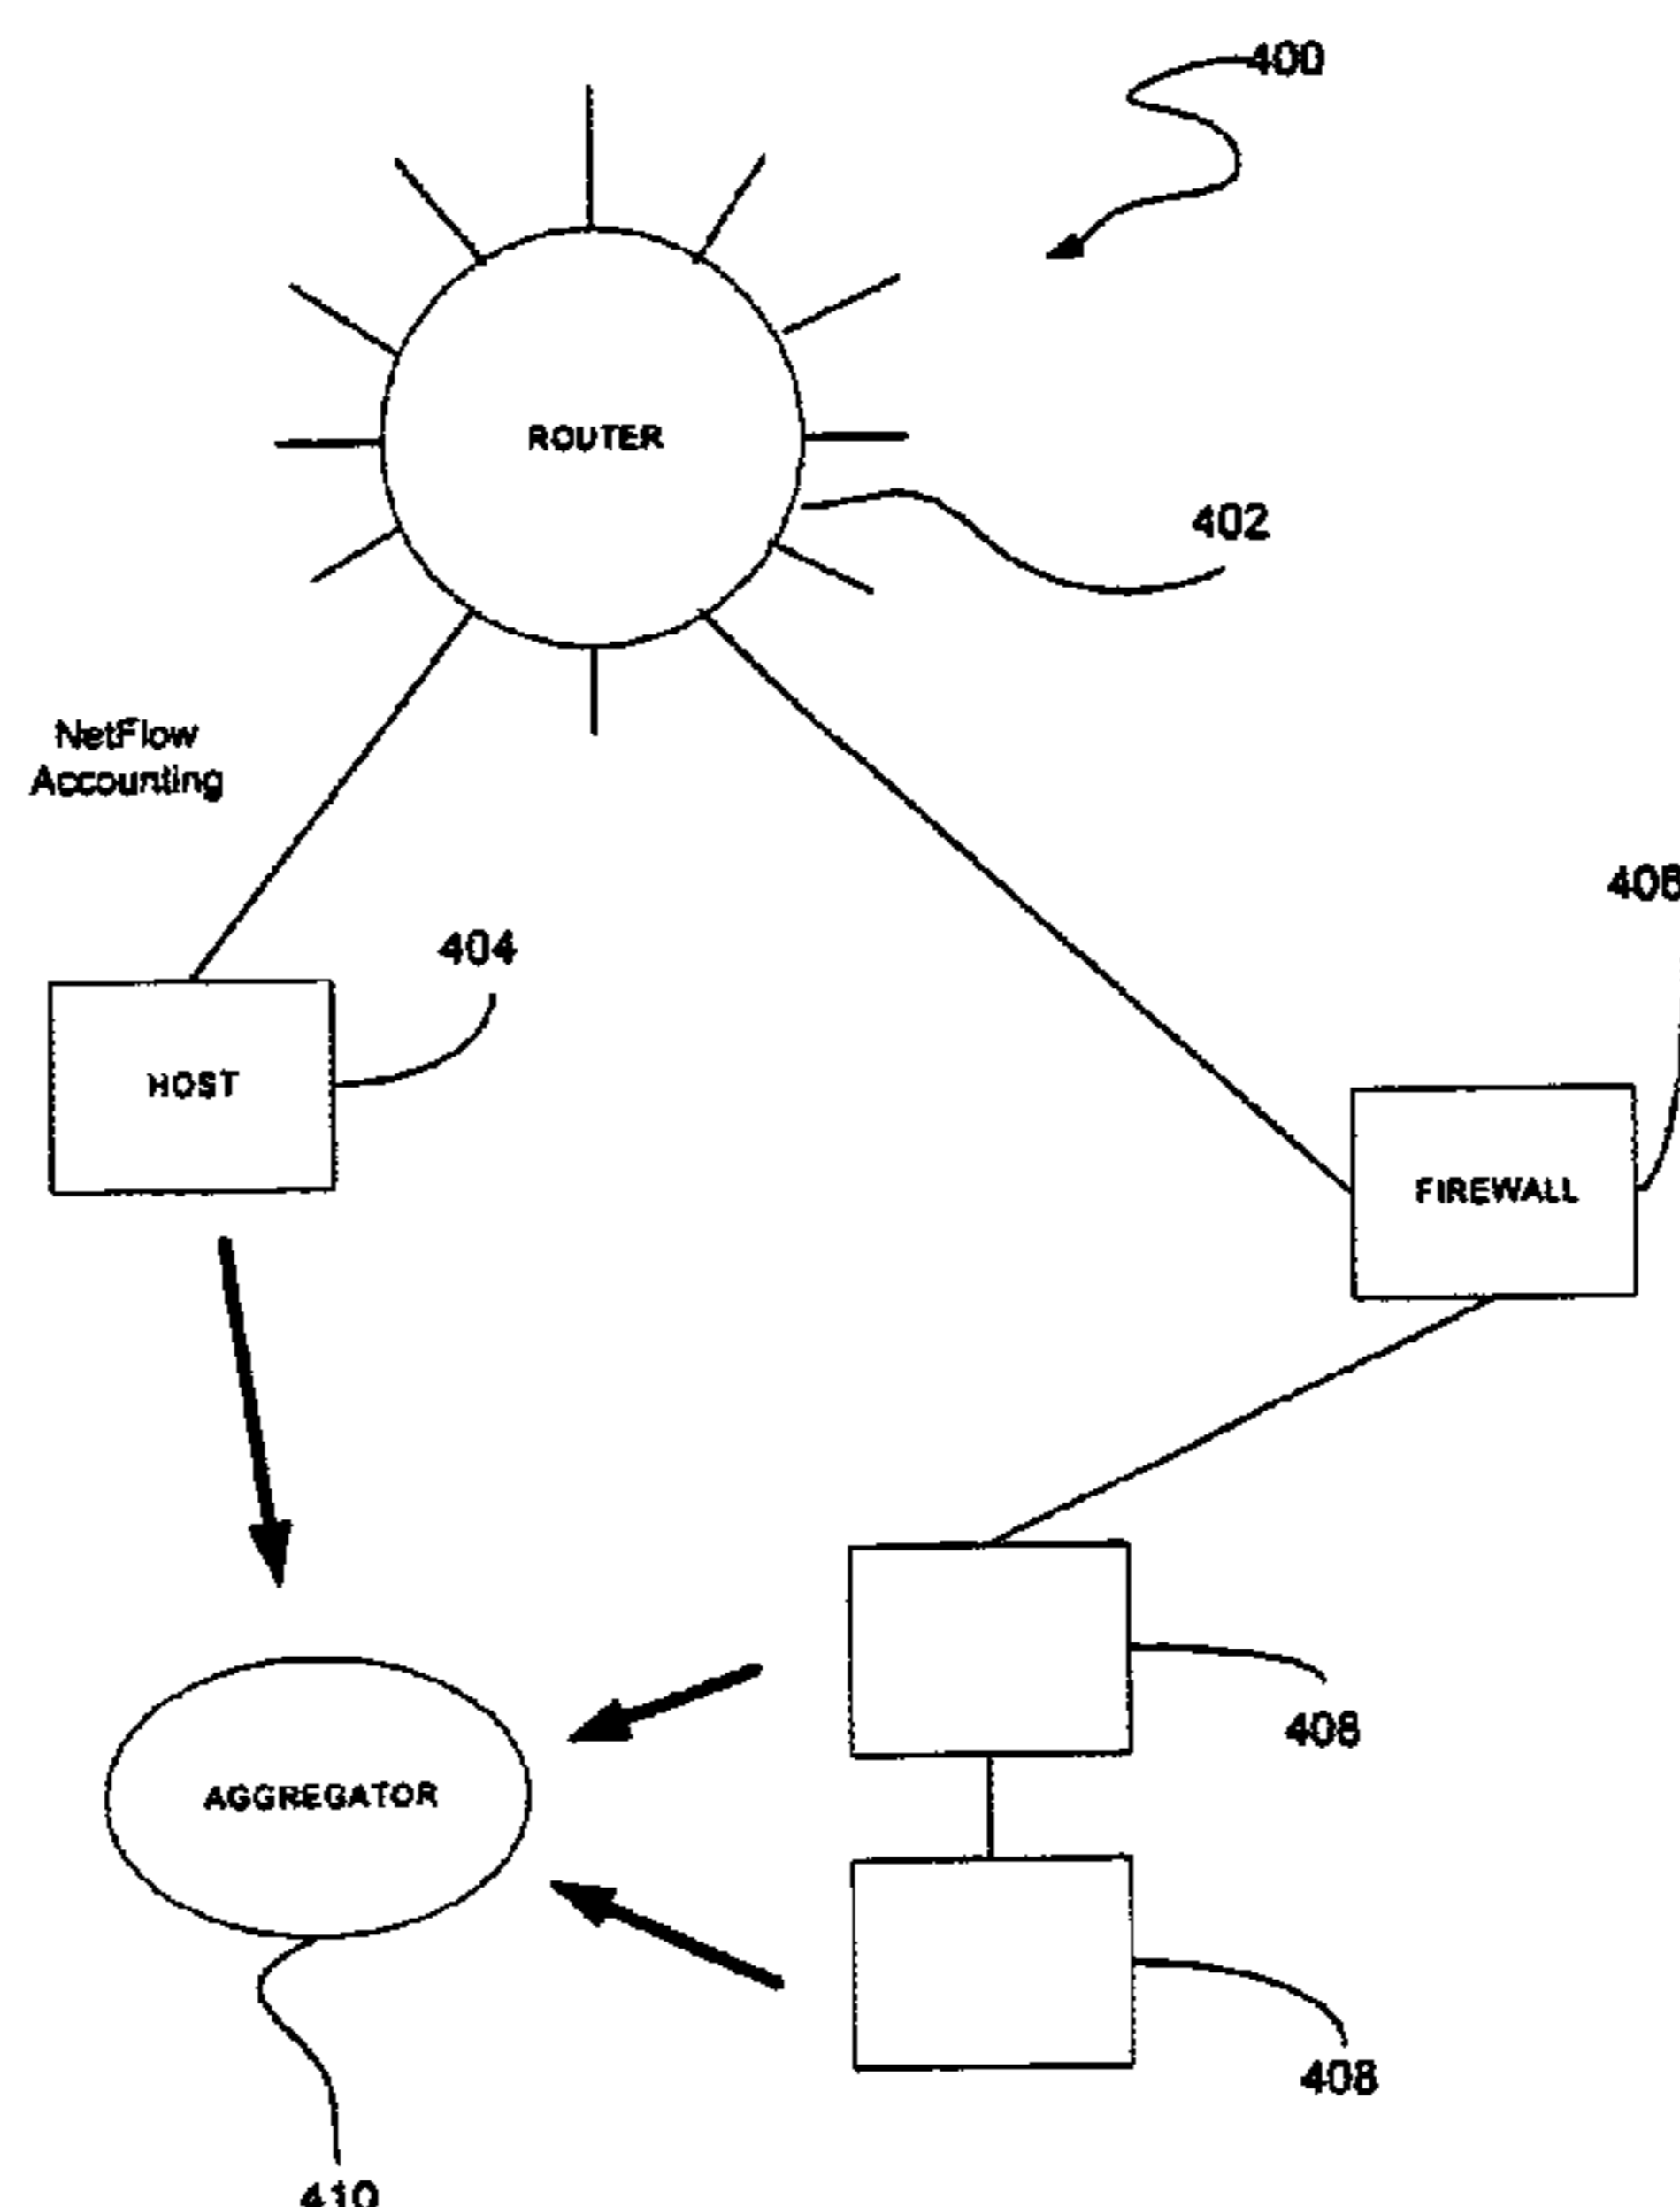 400
ROUTER
402
NetFlow
Accounting
404
HOST
FIREWALL
408
AGGREGATOR
408
410